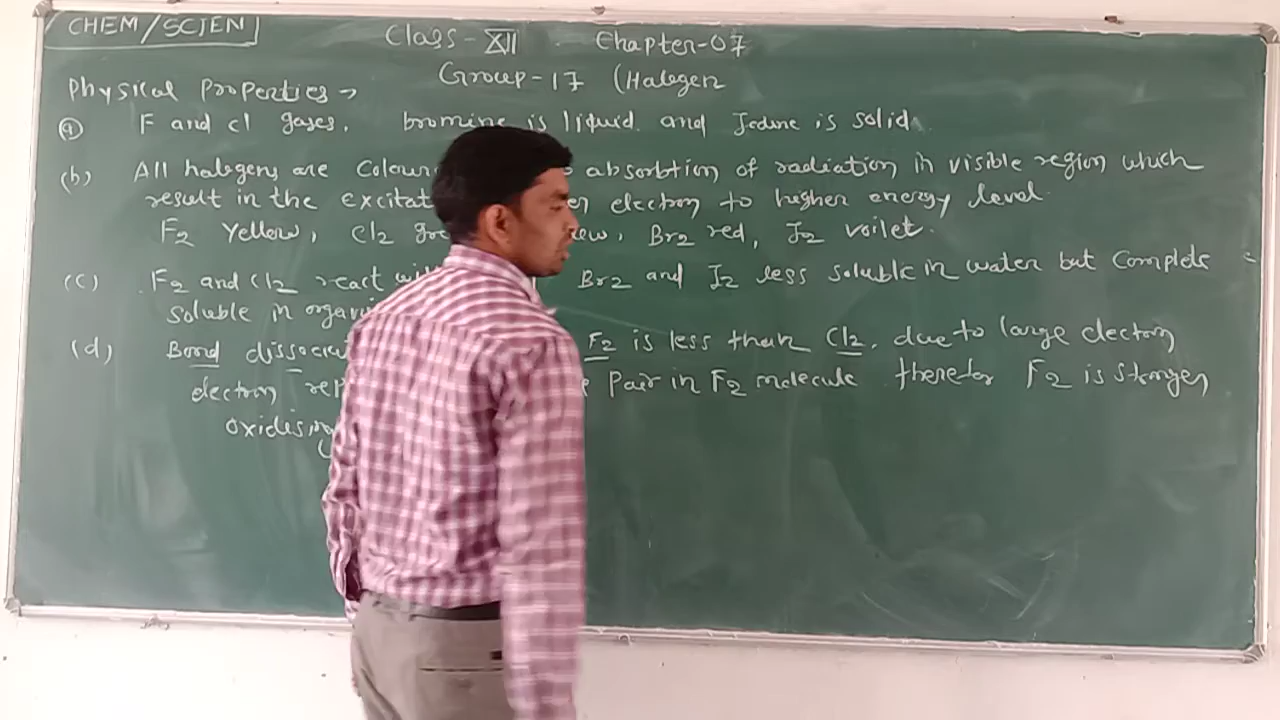 CHEM/SCIEN
Class-XII Chapter-07
Group-17 (Halogen
Physical Properties →
(a) F and Cl gases. bromine is liquid and Iodine is solid.
(b) All halogens are Colour absorbtion of radiation in visible region which
result in the excitat electron to higher energy level.
F2 Yellow, Cl2 Br2 red, I2 voilet.
(c) F2 and Cl2 react Br2 and I2 less soluble in water but Complete
soluble in
(d) Bond F2 is less than Cl2. due to large electron
electron rep Pair in F2 molecule therefor F2 is stronger
oxidesing